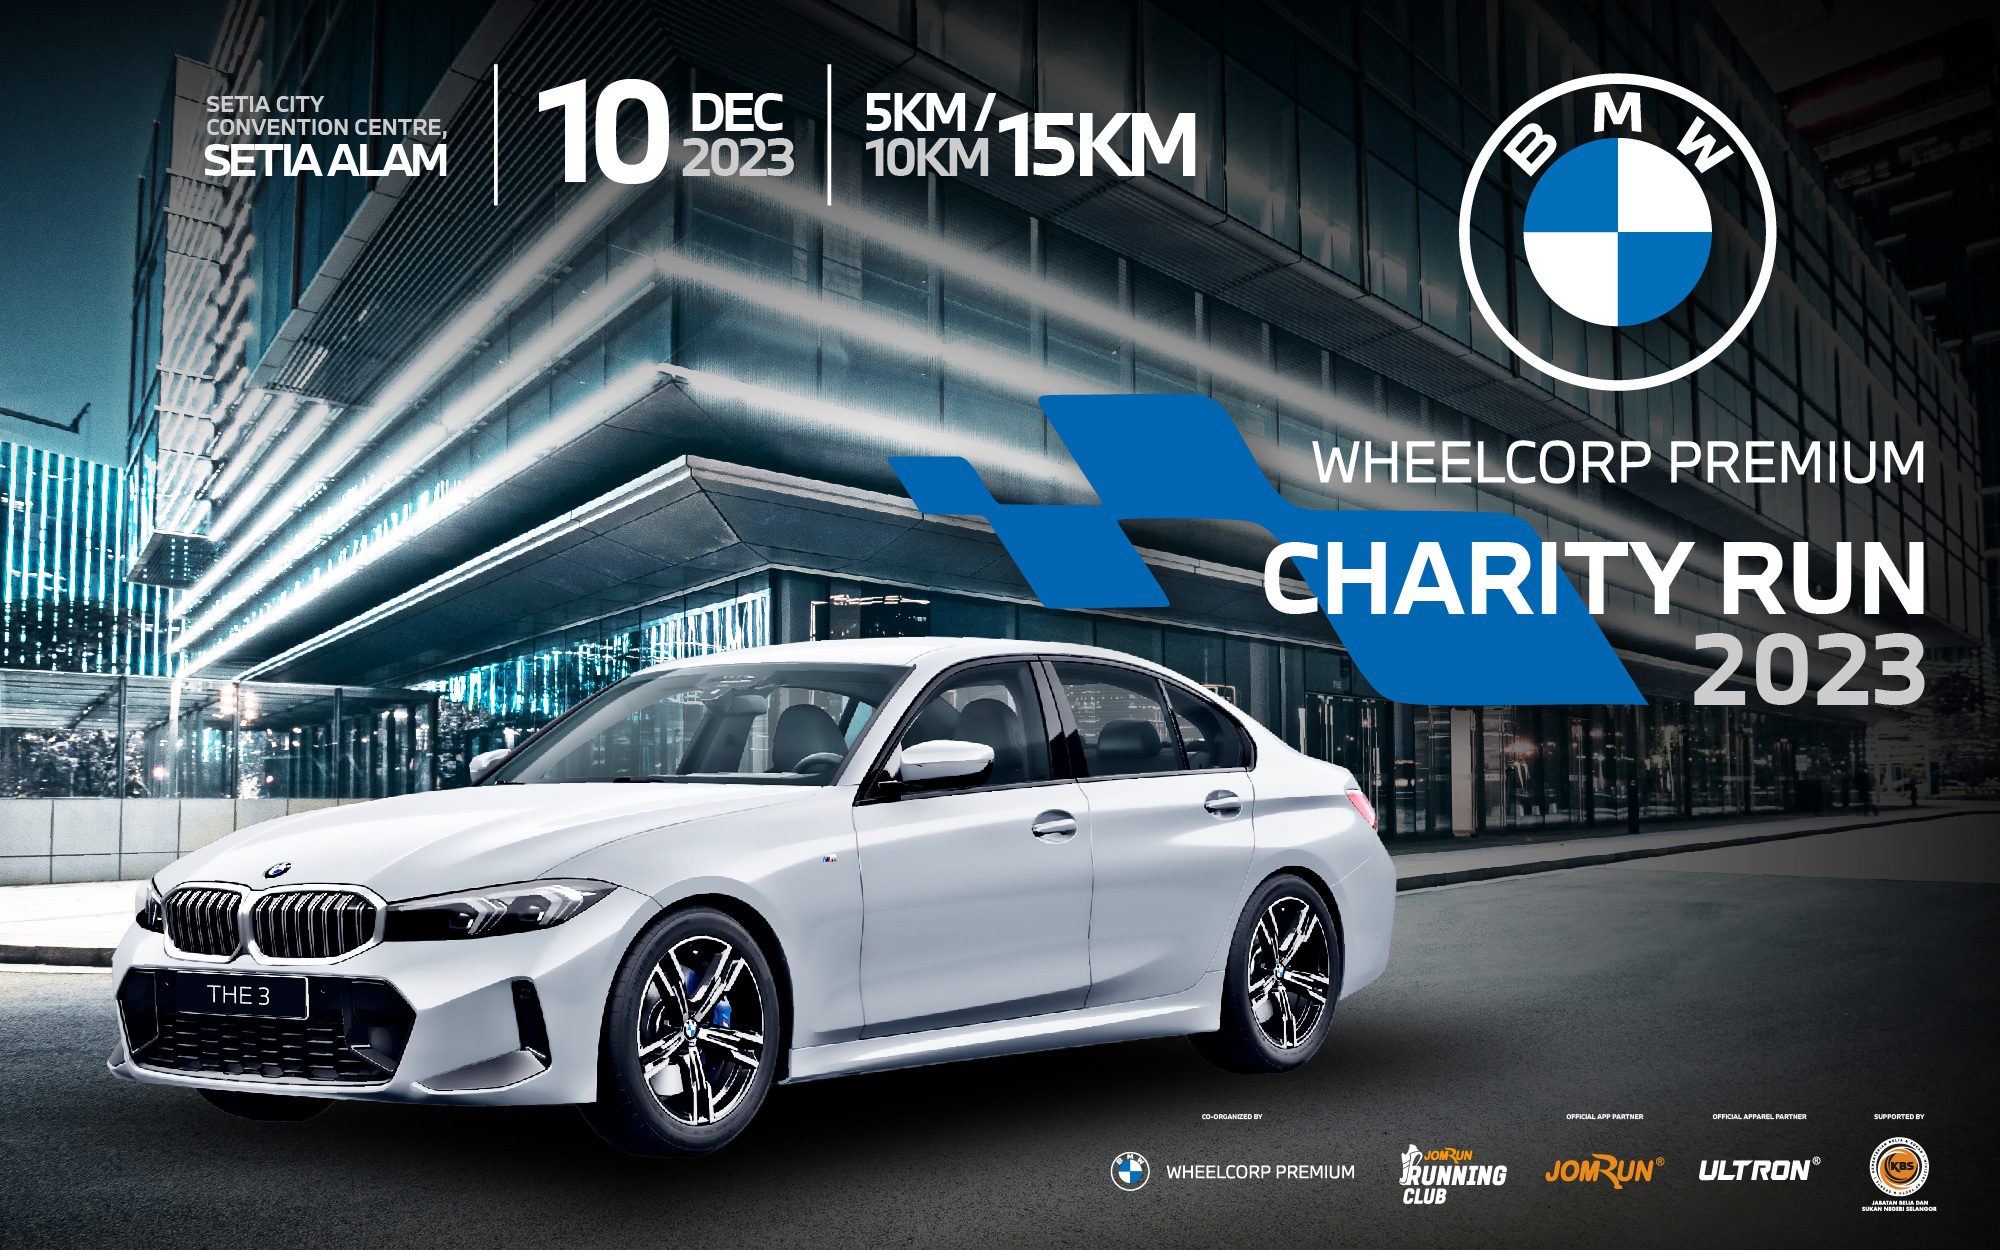 SETIA CITY
CONVENTION CENTRE,
SETIA ALAM
10 DEC
2023
5KM /
10KM 15KM
BMW
WHEELCORP PREMIUM
CHARITY RUN
2023
THE 3
CO-ORGANIZED BY
BMW
WHEELCORP PREMIUM
JOMRUN
RUNNING
CLUB
OFFICIAL APP PARTNER
JOMRUN®
OFFICIAL APPAREL PARTNER
ULTRON®
SUPPORTED BY
KBS
JABATAN BELIA DAN
SUKAN NEGERI SELANGOR